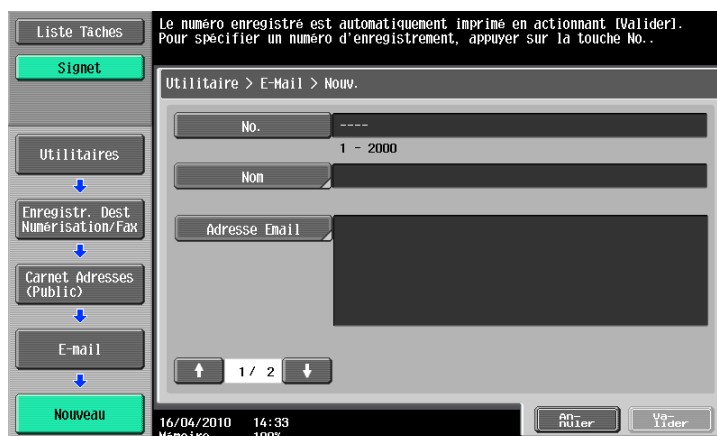 Liste Tâches
Signet
Utilitaires
Enregistr. Dest
Numérisation/Fax
Carnet Adresses
(Public)
E-mail
Nouveau
Le numéro enregistré est automatiquement imprimé en actionnant [Valider].
Pour spécifier un numéro d'enregistrement, appuyer sur la touche No..
Utilitaire > E-Mail > Nouv.
No.
----
1 - 2000
Nom
Adresse Email
1/ 2
16/04/2010 14:33
Mémoire 100%
An-
nuler
Va-
lider